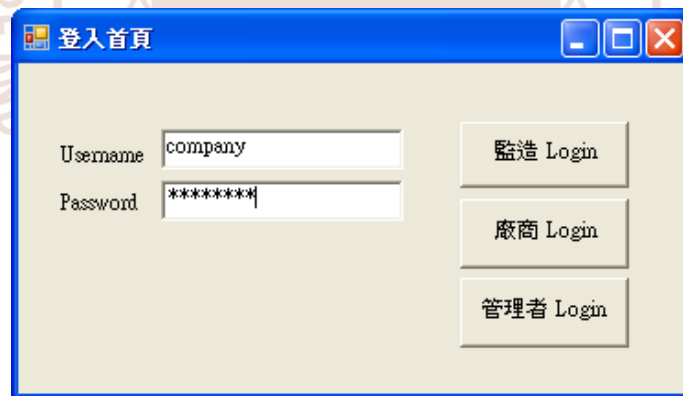 登入首頁
Username
company
Password
********
監造 Login
廠商 Login
管理者 Login